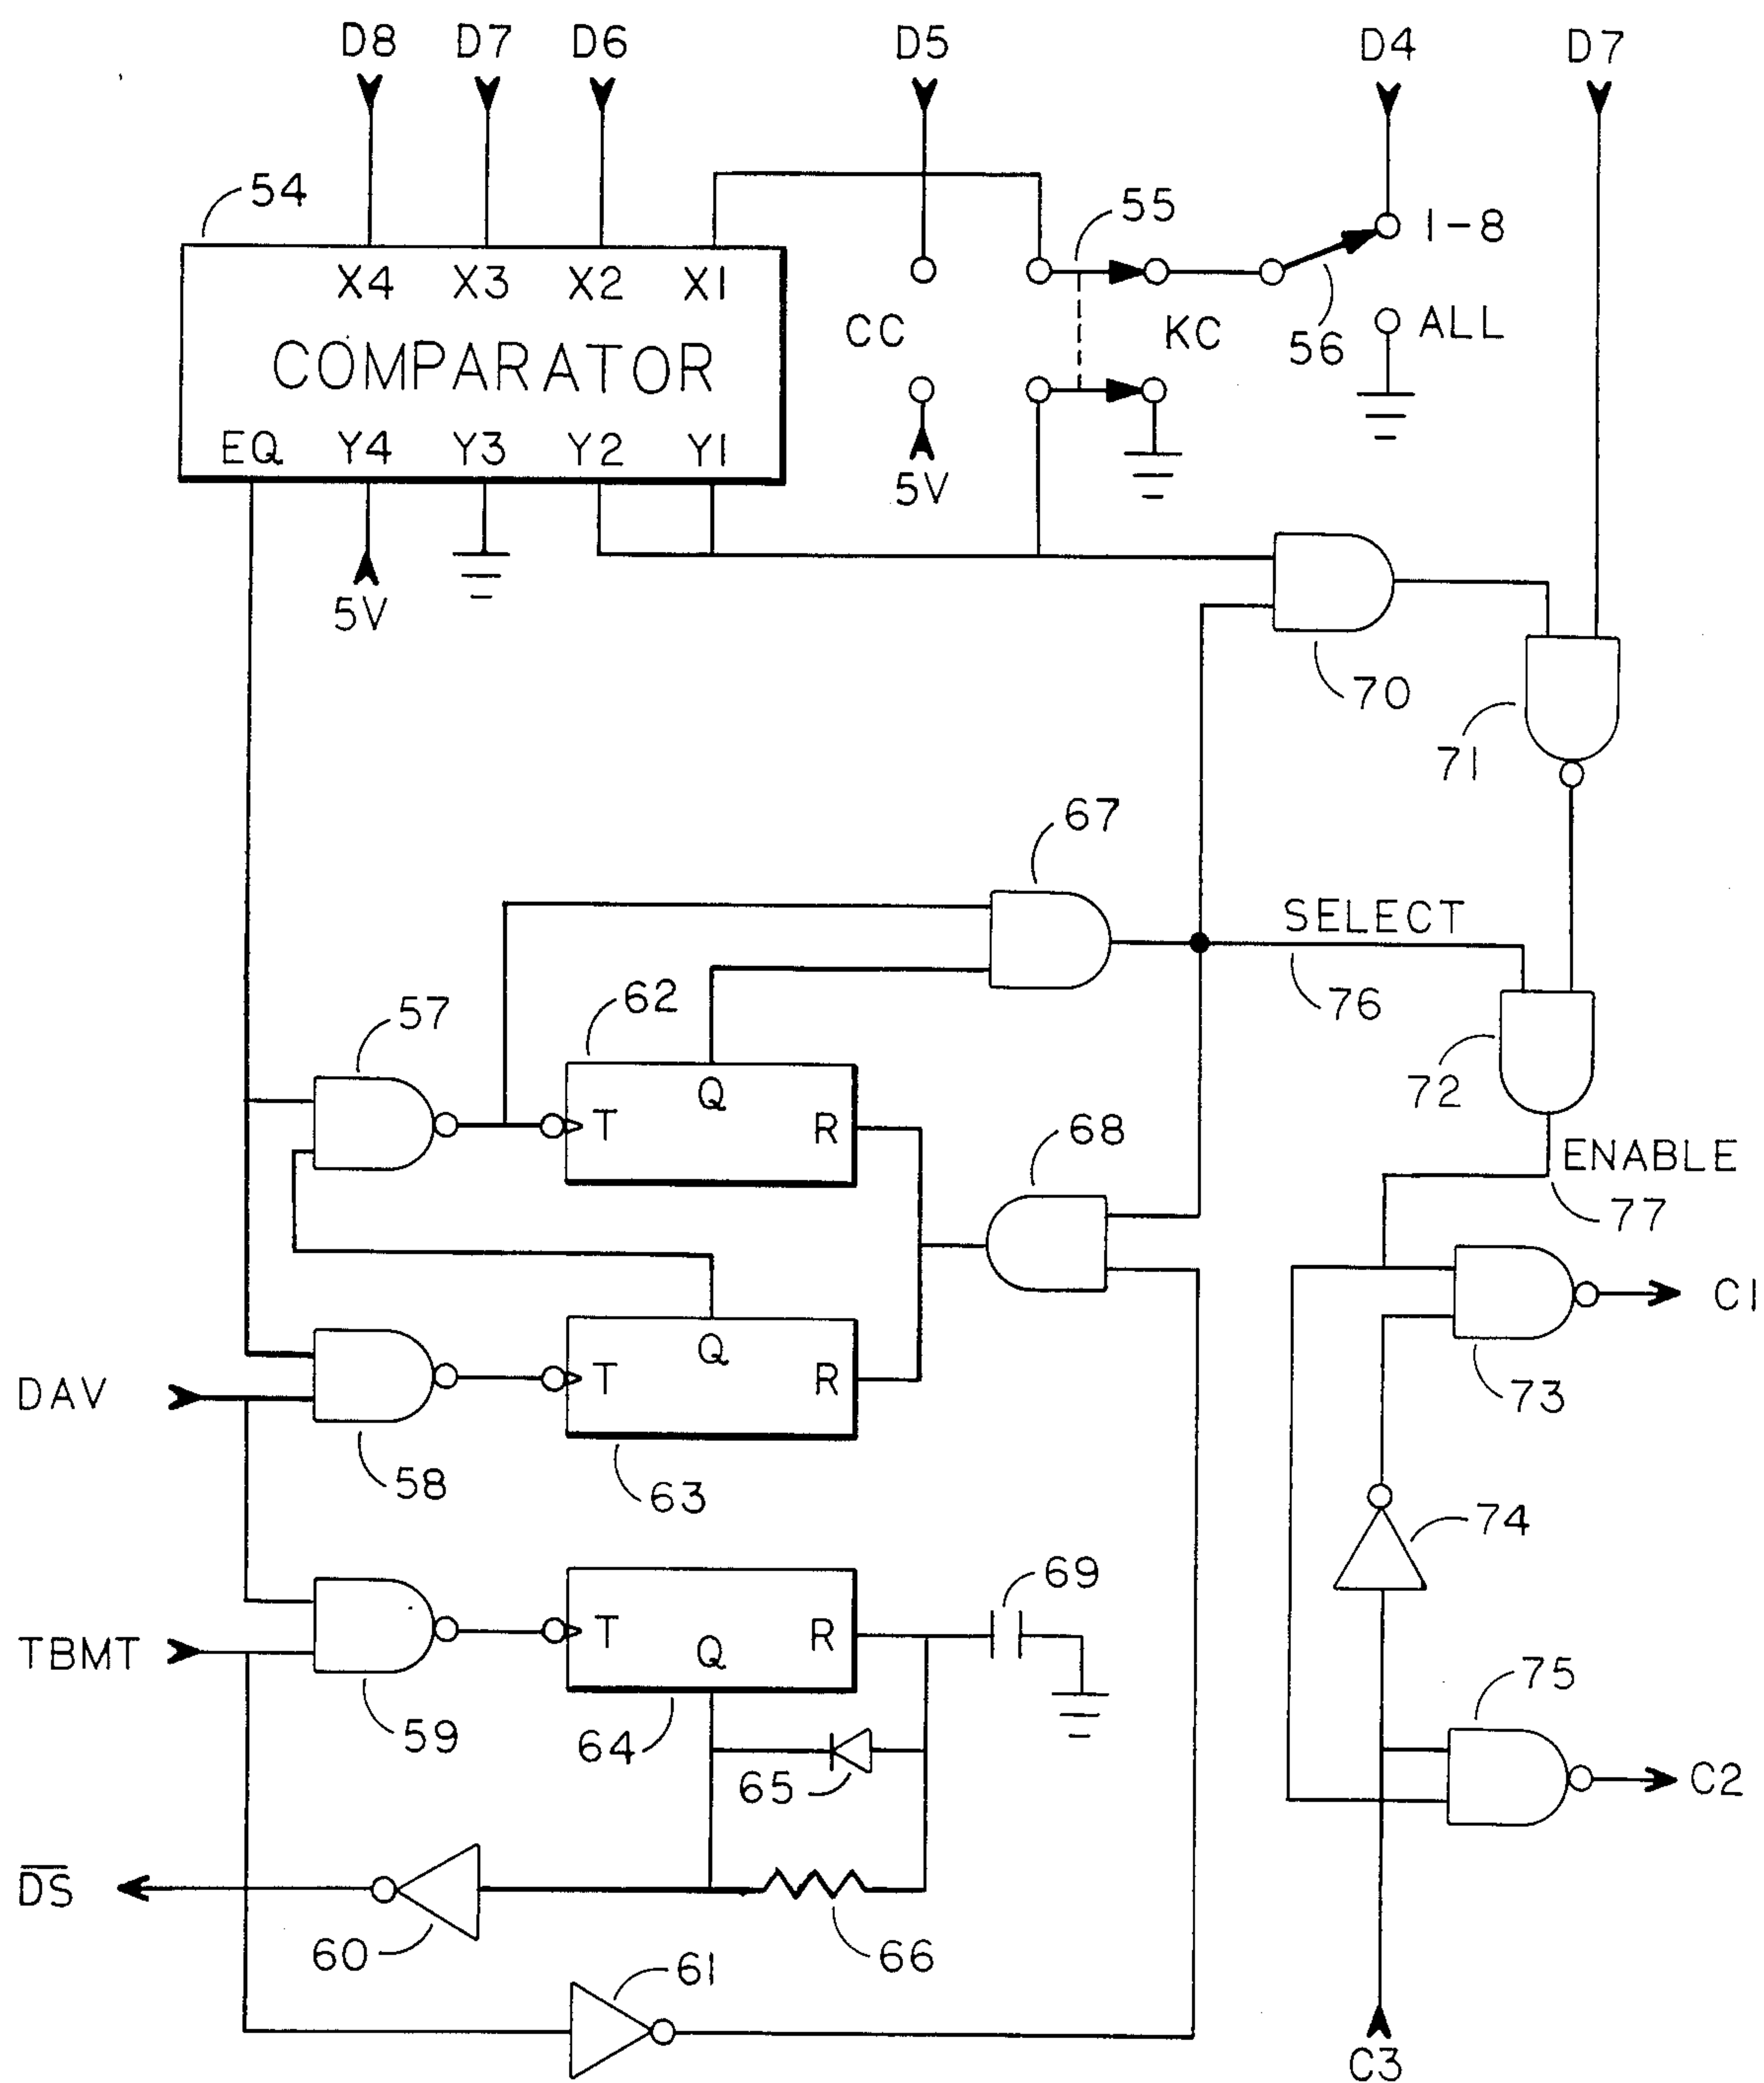 D8 D7 D6 D5 D4 D7
54 55 1-8
X4 X3 X2 X1
CC KC 56 ALL
COMPARATOR
EQ Y4 Y3 Y2 Y1
5V
5V
70
71
67
SELECT
76
57 62
Q
T R
72
68
ENABLE
77
Q
T R
C1
DAV
73
58 63
74
69
T R
Q
TBMT
75
59 64
65
C2
DS
60 66
61
C3